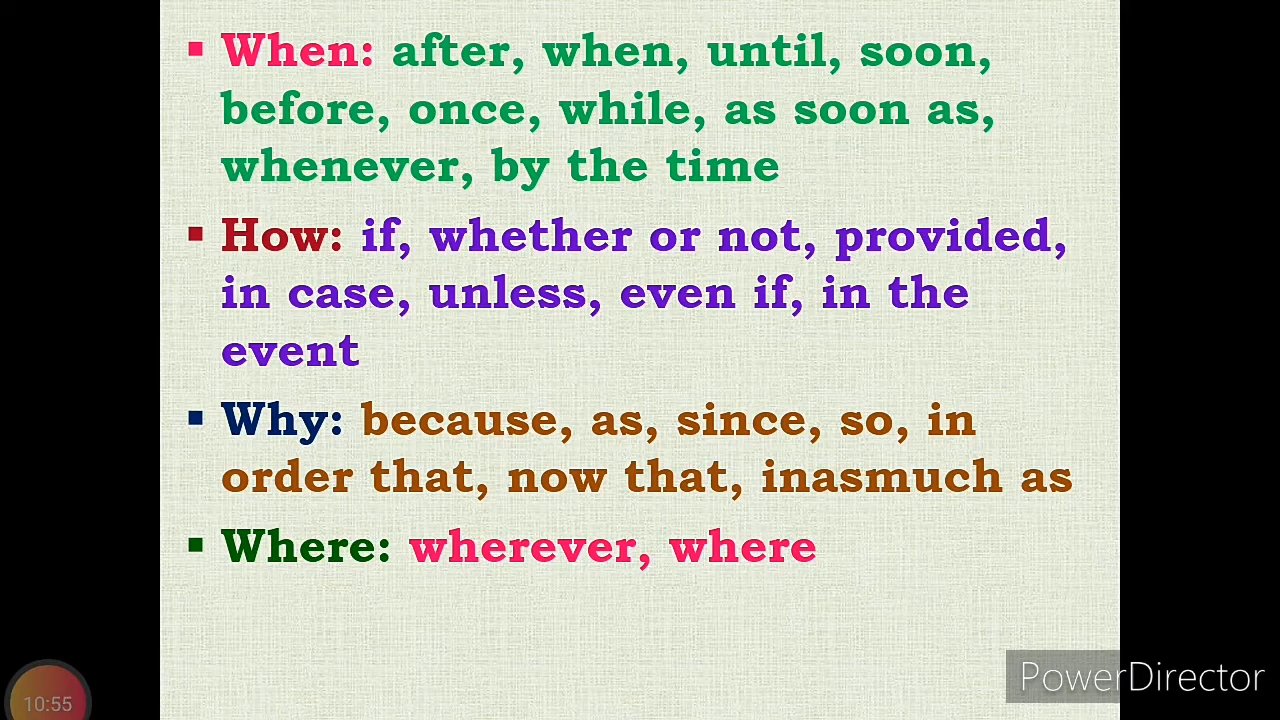 ▪ When: after, when, until, soon,
before, once, while, as soon as,
whenever, by the time
▪ How: if, whether or not, provided,
in case, unless, even if, in the
event
▪ Why: because, as, since, so, in
order that, now that, inasmuch as
▪ Where: wherever, where
10:55
PowerDirector